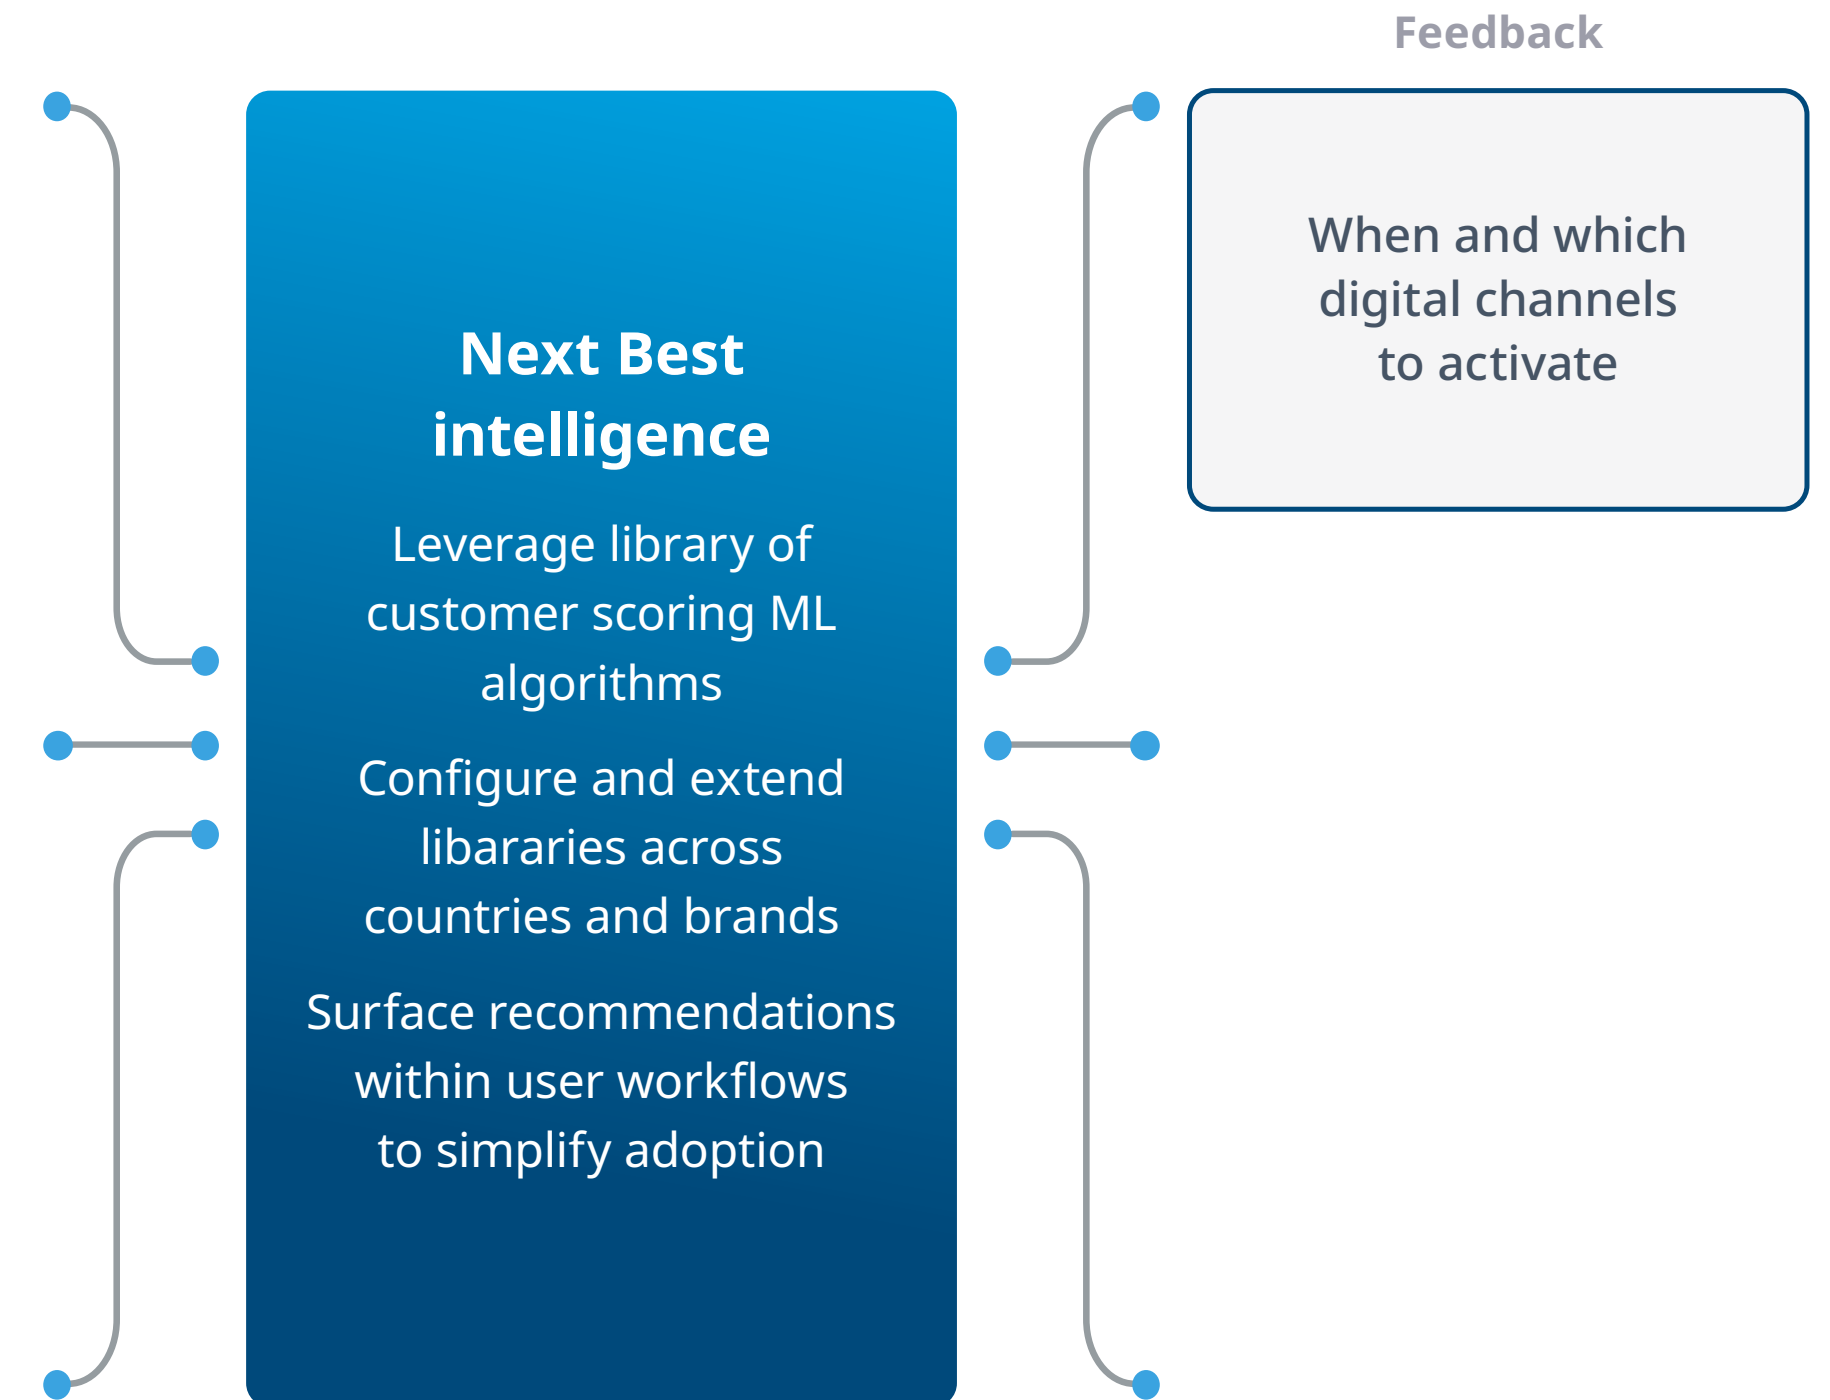 Feedback
Next Best
intelligence
Leverage library of
customer scoring ML
algorithms
Configure and extend
libararies across
countries and brands
Surface recommendations
within user workflows
to simplify adoption
When and which
digital channels
to activate